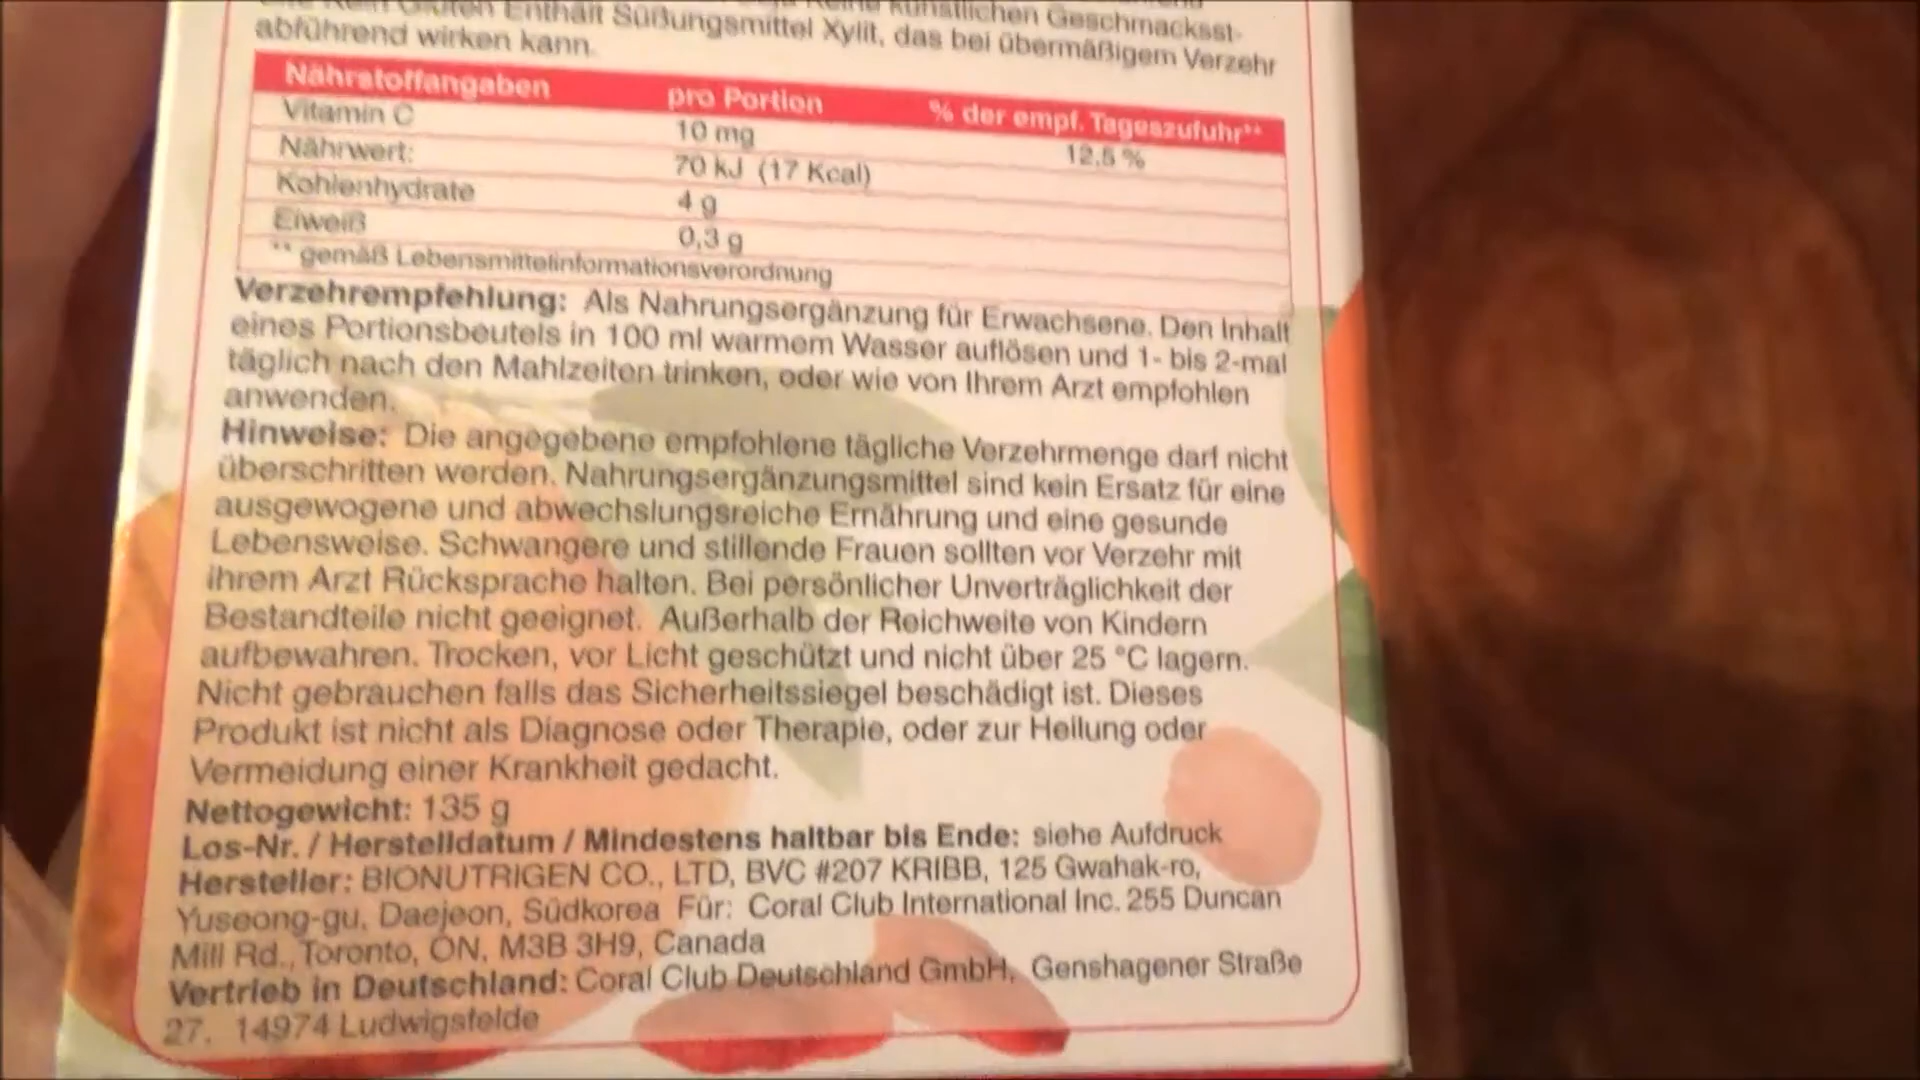 Geschmacksst-
Enthält Süßungsmittel Xylit, das bei übermäßigem Verzehr
abführend wirken kann.
Nährstoffangaben pro Portion % der empf. Tageszufuhr**
Vitamin C 10 mg 12,5 %
Nährwert: 70 kJ (17 Kcal)
Kohlenhydrate 4 g
Eiweiß 0,3 g
** gemäß Lebensmittelinformationsverordnung
Verzehrempfehlung: Als Nahrungsergänzung für Erwachsene. Den Inhalt
eines Portionsbeutels in 100 ml warmem Wasser auflösen und 1- bis 2-mal
täglich nach den Mahlzeiten trinken, oder wie von Ihrem Arzt empfohlen
anwenden.
Hinweise: Die angegebene empfohlene tägliche Verzehrmenge darf nicht
überschritten werden. Nahrungsergänzungsmittel sind kein Ersatz für eine
ausgewogene und abwechslungsreiche Ernährung und eine gesunde
Lebensweise. Schwangere und stillende Frauen sollten vor Verzehr mit
ihrem Arzt Rücksprache halten. Bei persönlicher Unverträglichkeit der
Bestandteile nicht geeignet. Außerhalb der Reichweite von Kindern
aufbewahren. Trocken, vor Licht geschützt und nicht über 25 °C lagern.
Nicht gebrauchen falls das Sicherheitssiegel beschädigt ist. Dieses
Produkt ist nicht als Diagnose oder Therapie, oder zur Heilung oder
Vermeidung einer Krankheit gedacht.
Nettogewicht: 135 g
Los-Nr. / Herstelldatum / Mindestens haltbar bis Ende: siehe Aufdruck
Hersteller: BIONUTRIGEN CO., LTD, BVC #207 KRIBB, 125 Gwahak-ro,
Yuseong-gu, Daejeon, Südkorea Für: Coral Club International Inc. 255 Duncan
Mill Rd., Toronto, ON, M3B 3H9, Canada
Vertrieb in Deutschland: Coral Club Deutschland GmbH, Genshagener Straße
27, 14974 Ludwigsfelde